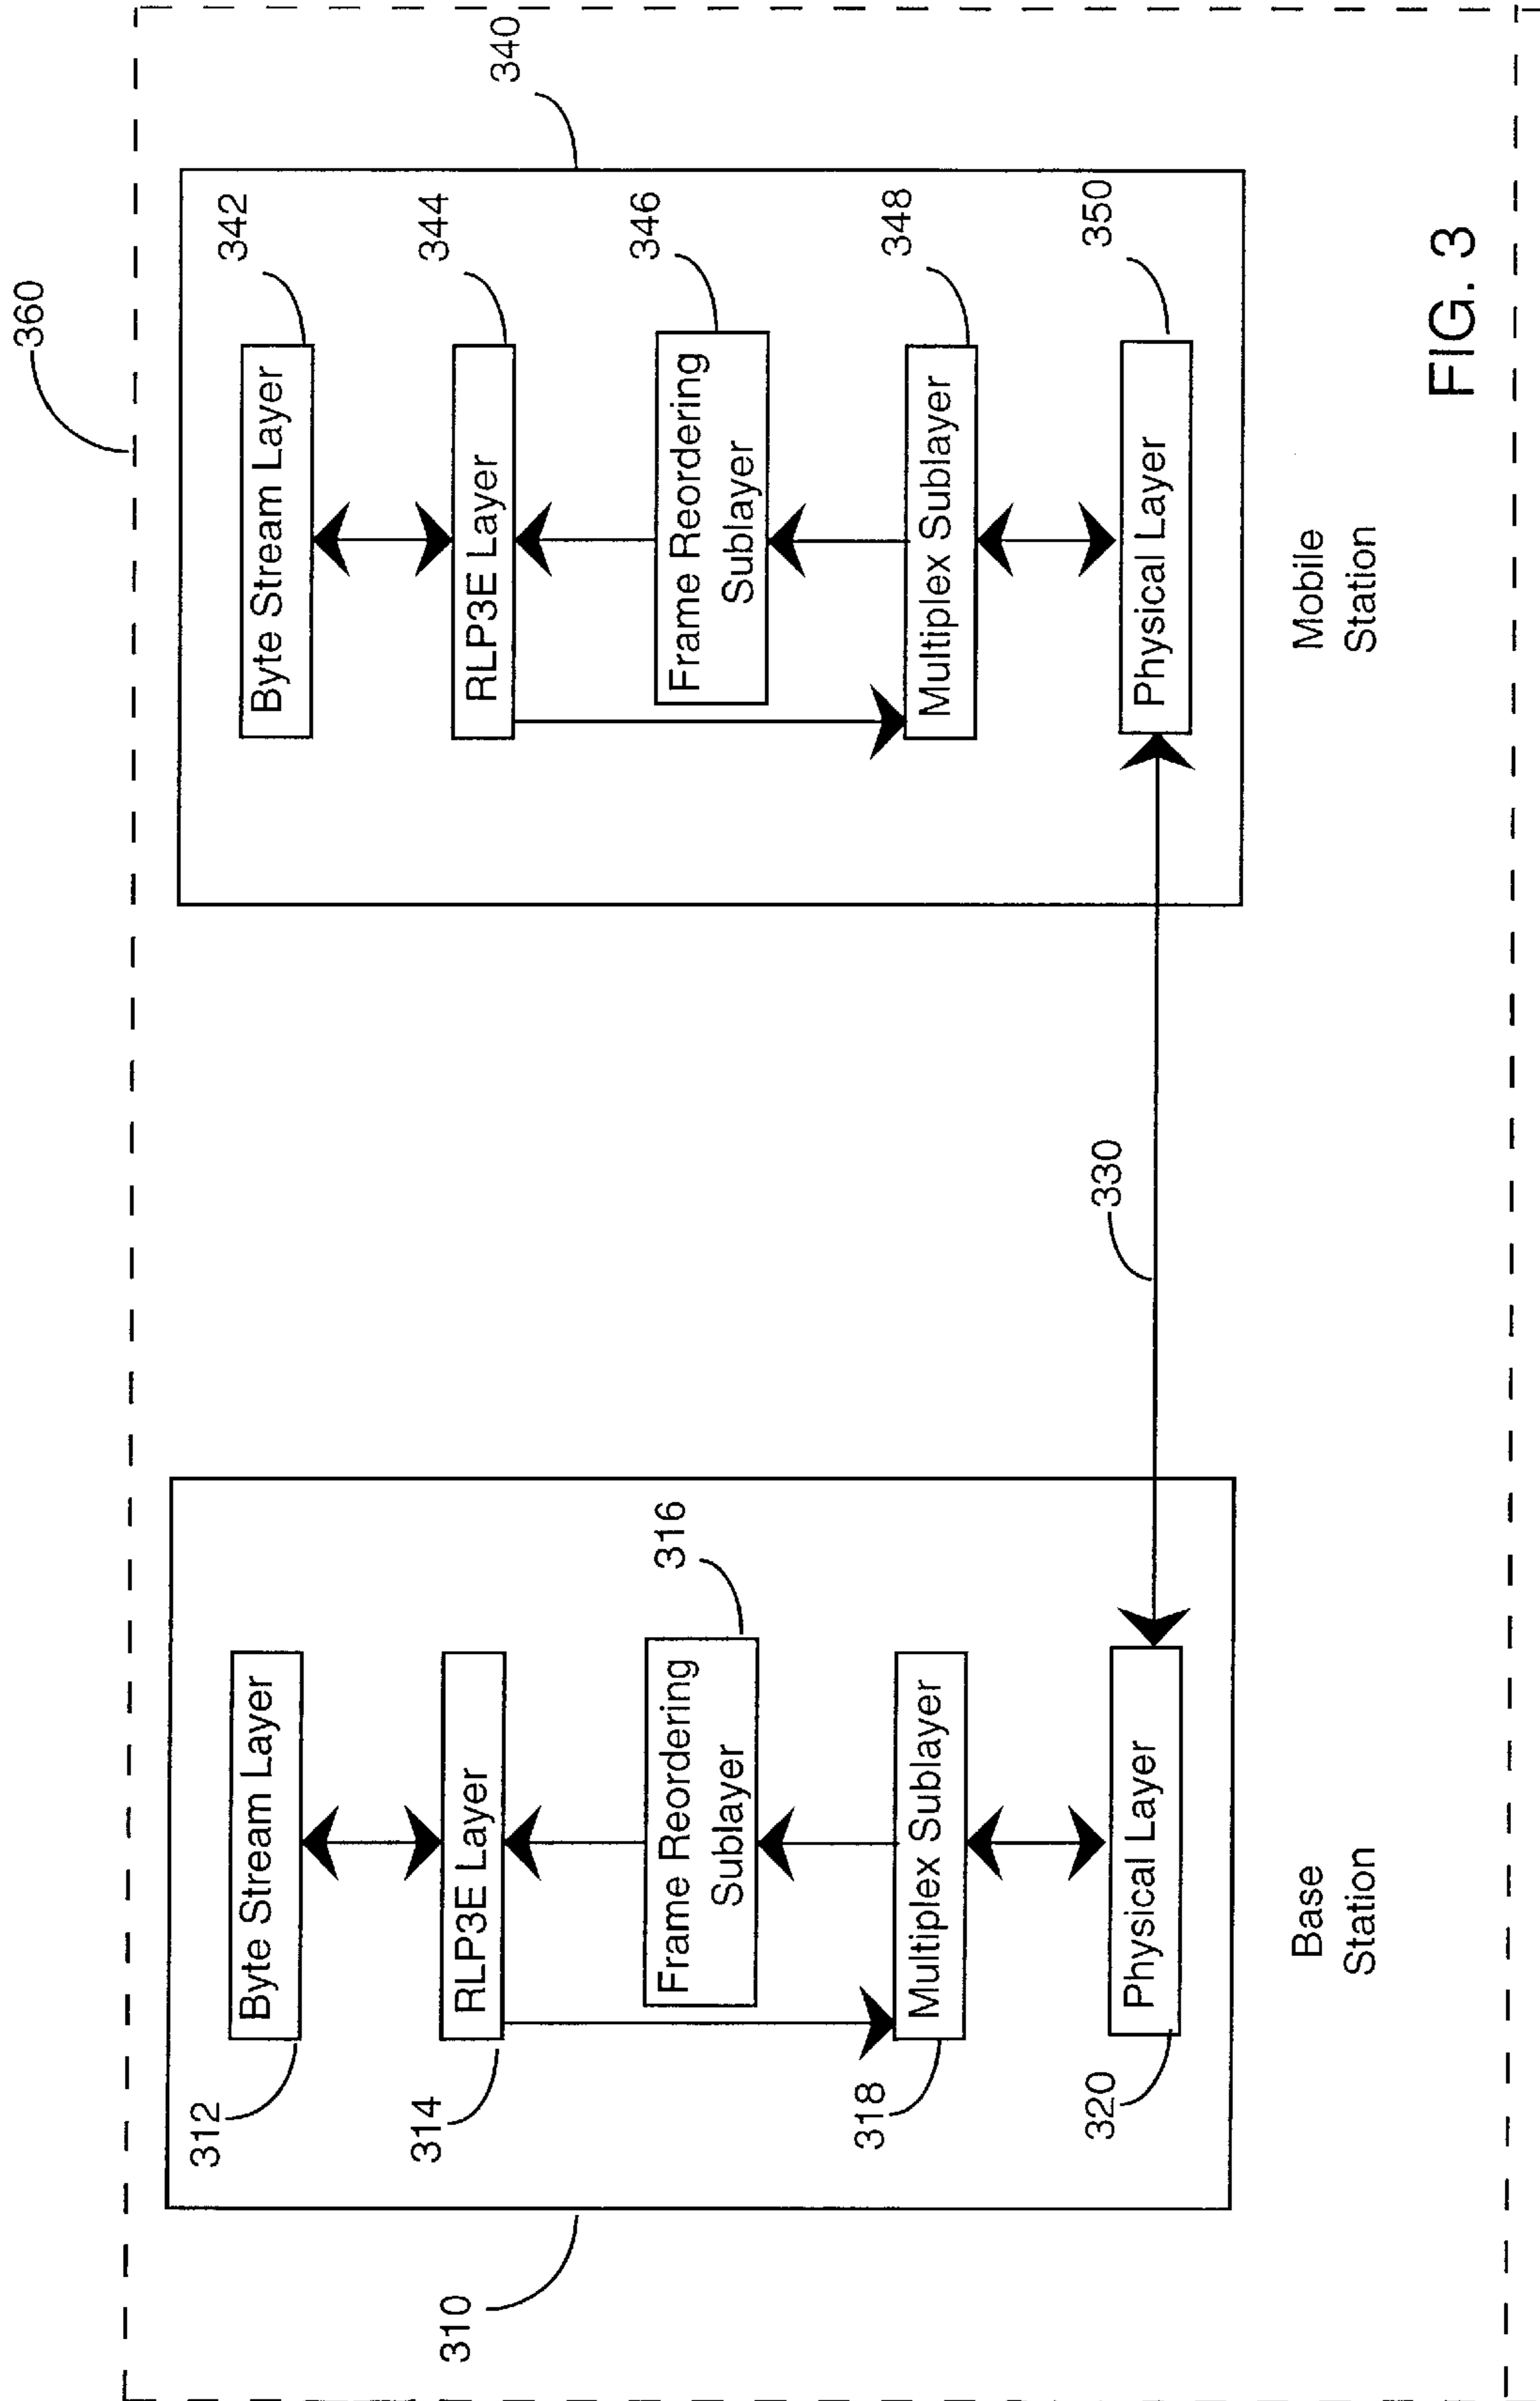 360
310
312
Byte Stream Layer
314
RLP3E Layer
316
Frame Reordering
Sublayer
318
Multiplex Sublayer
320
Physical Layer
Base
Station
330
340
342
Byte Stream Layer
344
RLP3E Layer
346
Frame Reordering
Sublayer
348
Multiplex Sublayer
350
Physical Layer
Mobile
Station
FIG. 3